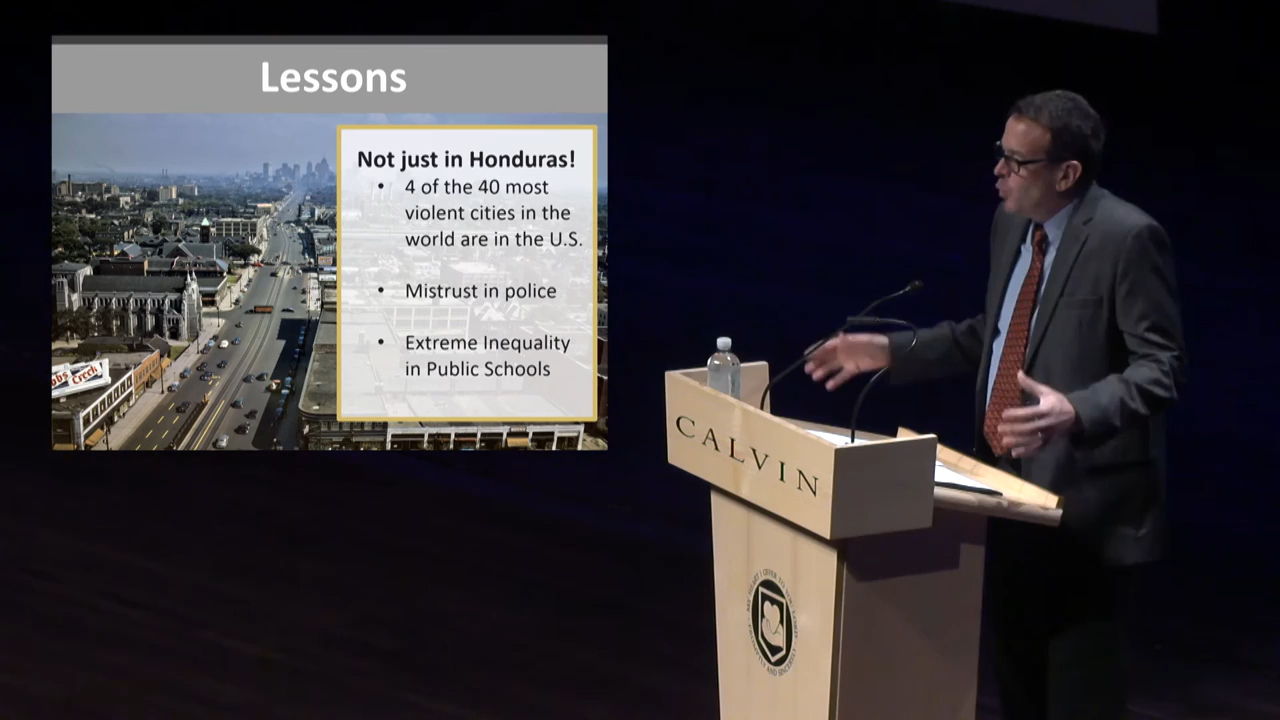 Lessons
Not just in Honduras!
• 4 of the 40 most
violent cities in the
world are in the U.S.
• Mistrust in police
• Extreme Inequality
in Public Schools
CALVIN